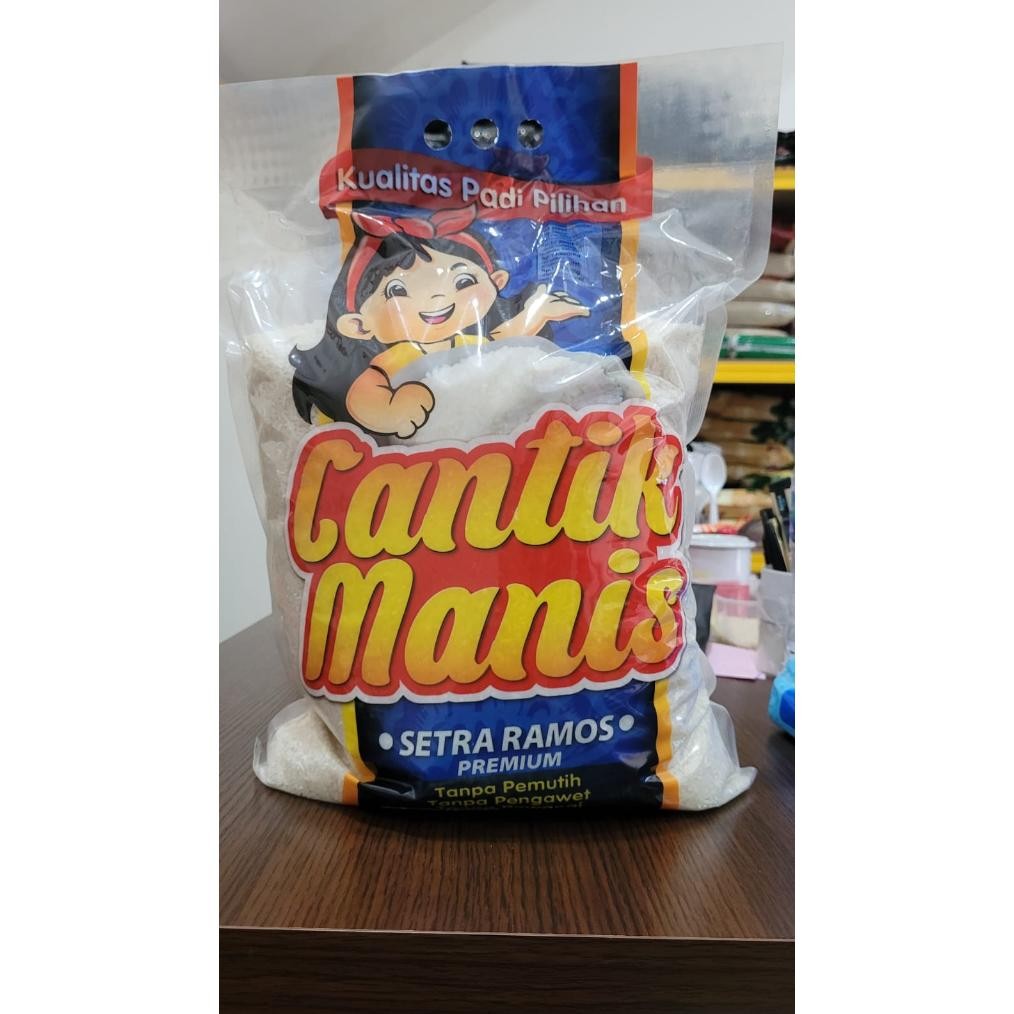 Kualitas Padi Pilihan
Cantik
Manis
SETRA RAMOS
PREMIUM
Tanpa Pemutih
Tanpa Pengawet